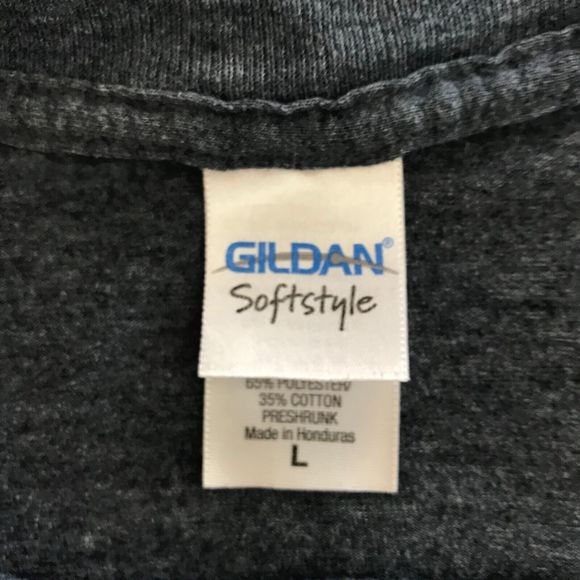 GILDAN®
Softstyle
65% POLYESTER/
35% COTTON
PRESHRUNK
Made in Honduras
L